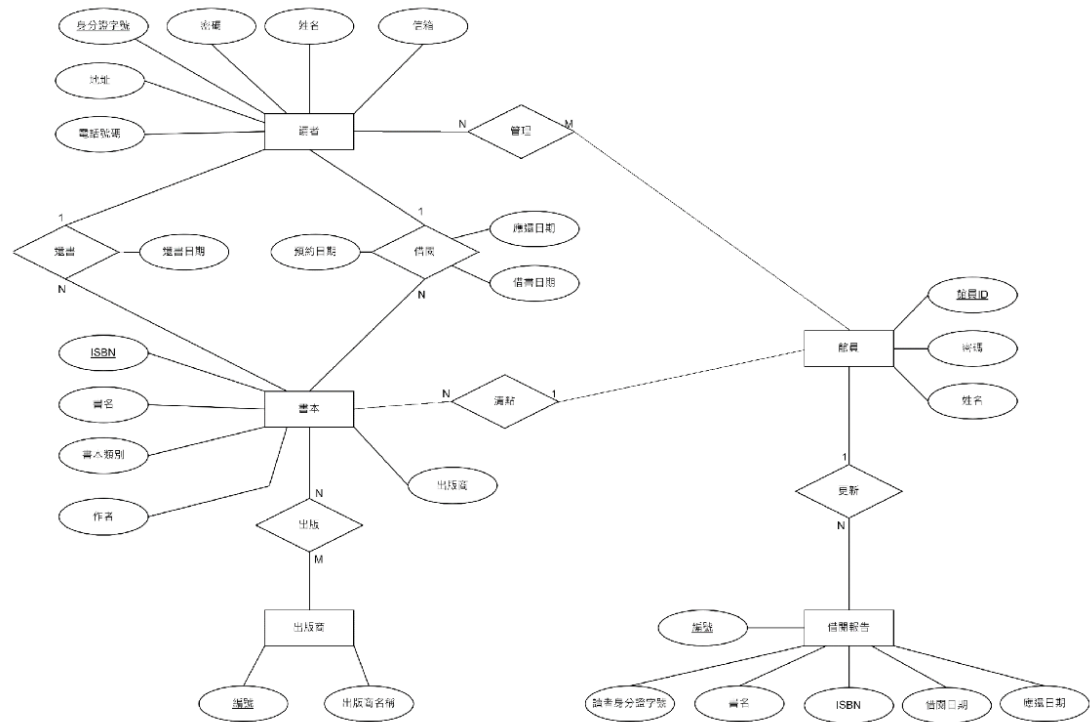 身分證字號
密碼
姓名
信箱
地址
電話號碼
讀者
N
管理
M
1
還書
還書日期
N
1
預約日期
借閱
應還日期
借書日期
N
ISBN
書名
書本類別
作者
書本
N
清點
1
出版商
館員
館員ID
密碼
姓名
N
出版
M
1
更新
N
出版商
編號
出版商名稱
編號
借閱報告
讀者身分證字號
書名
ISBN
借閱日期
應還日期